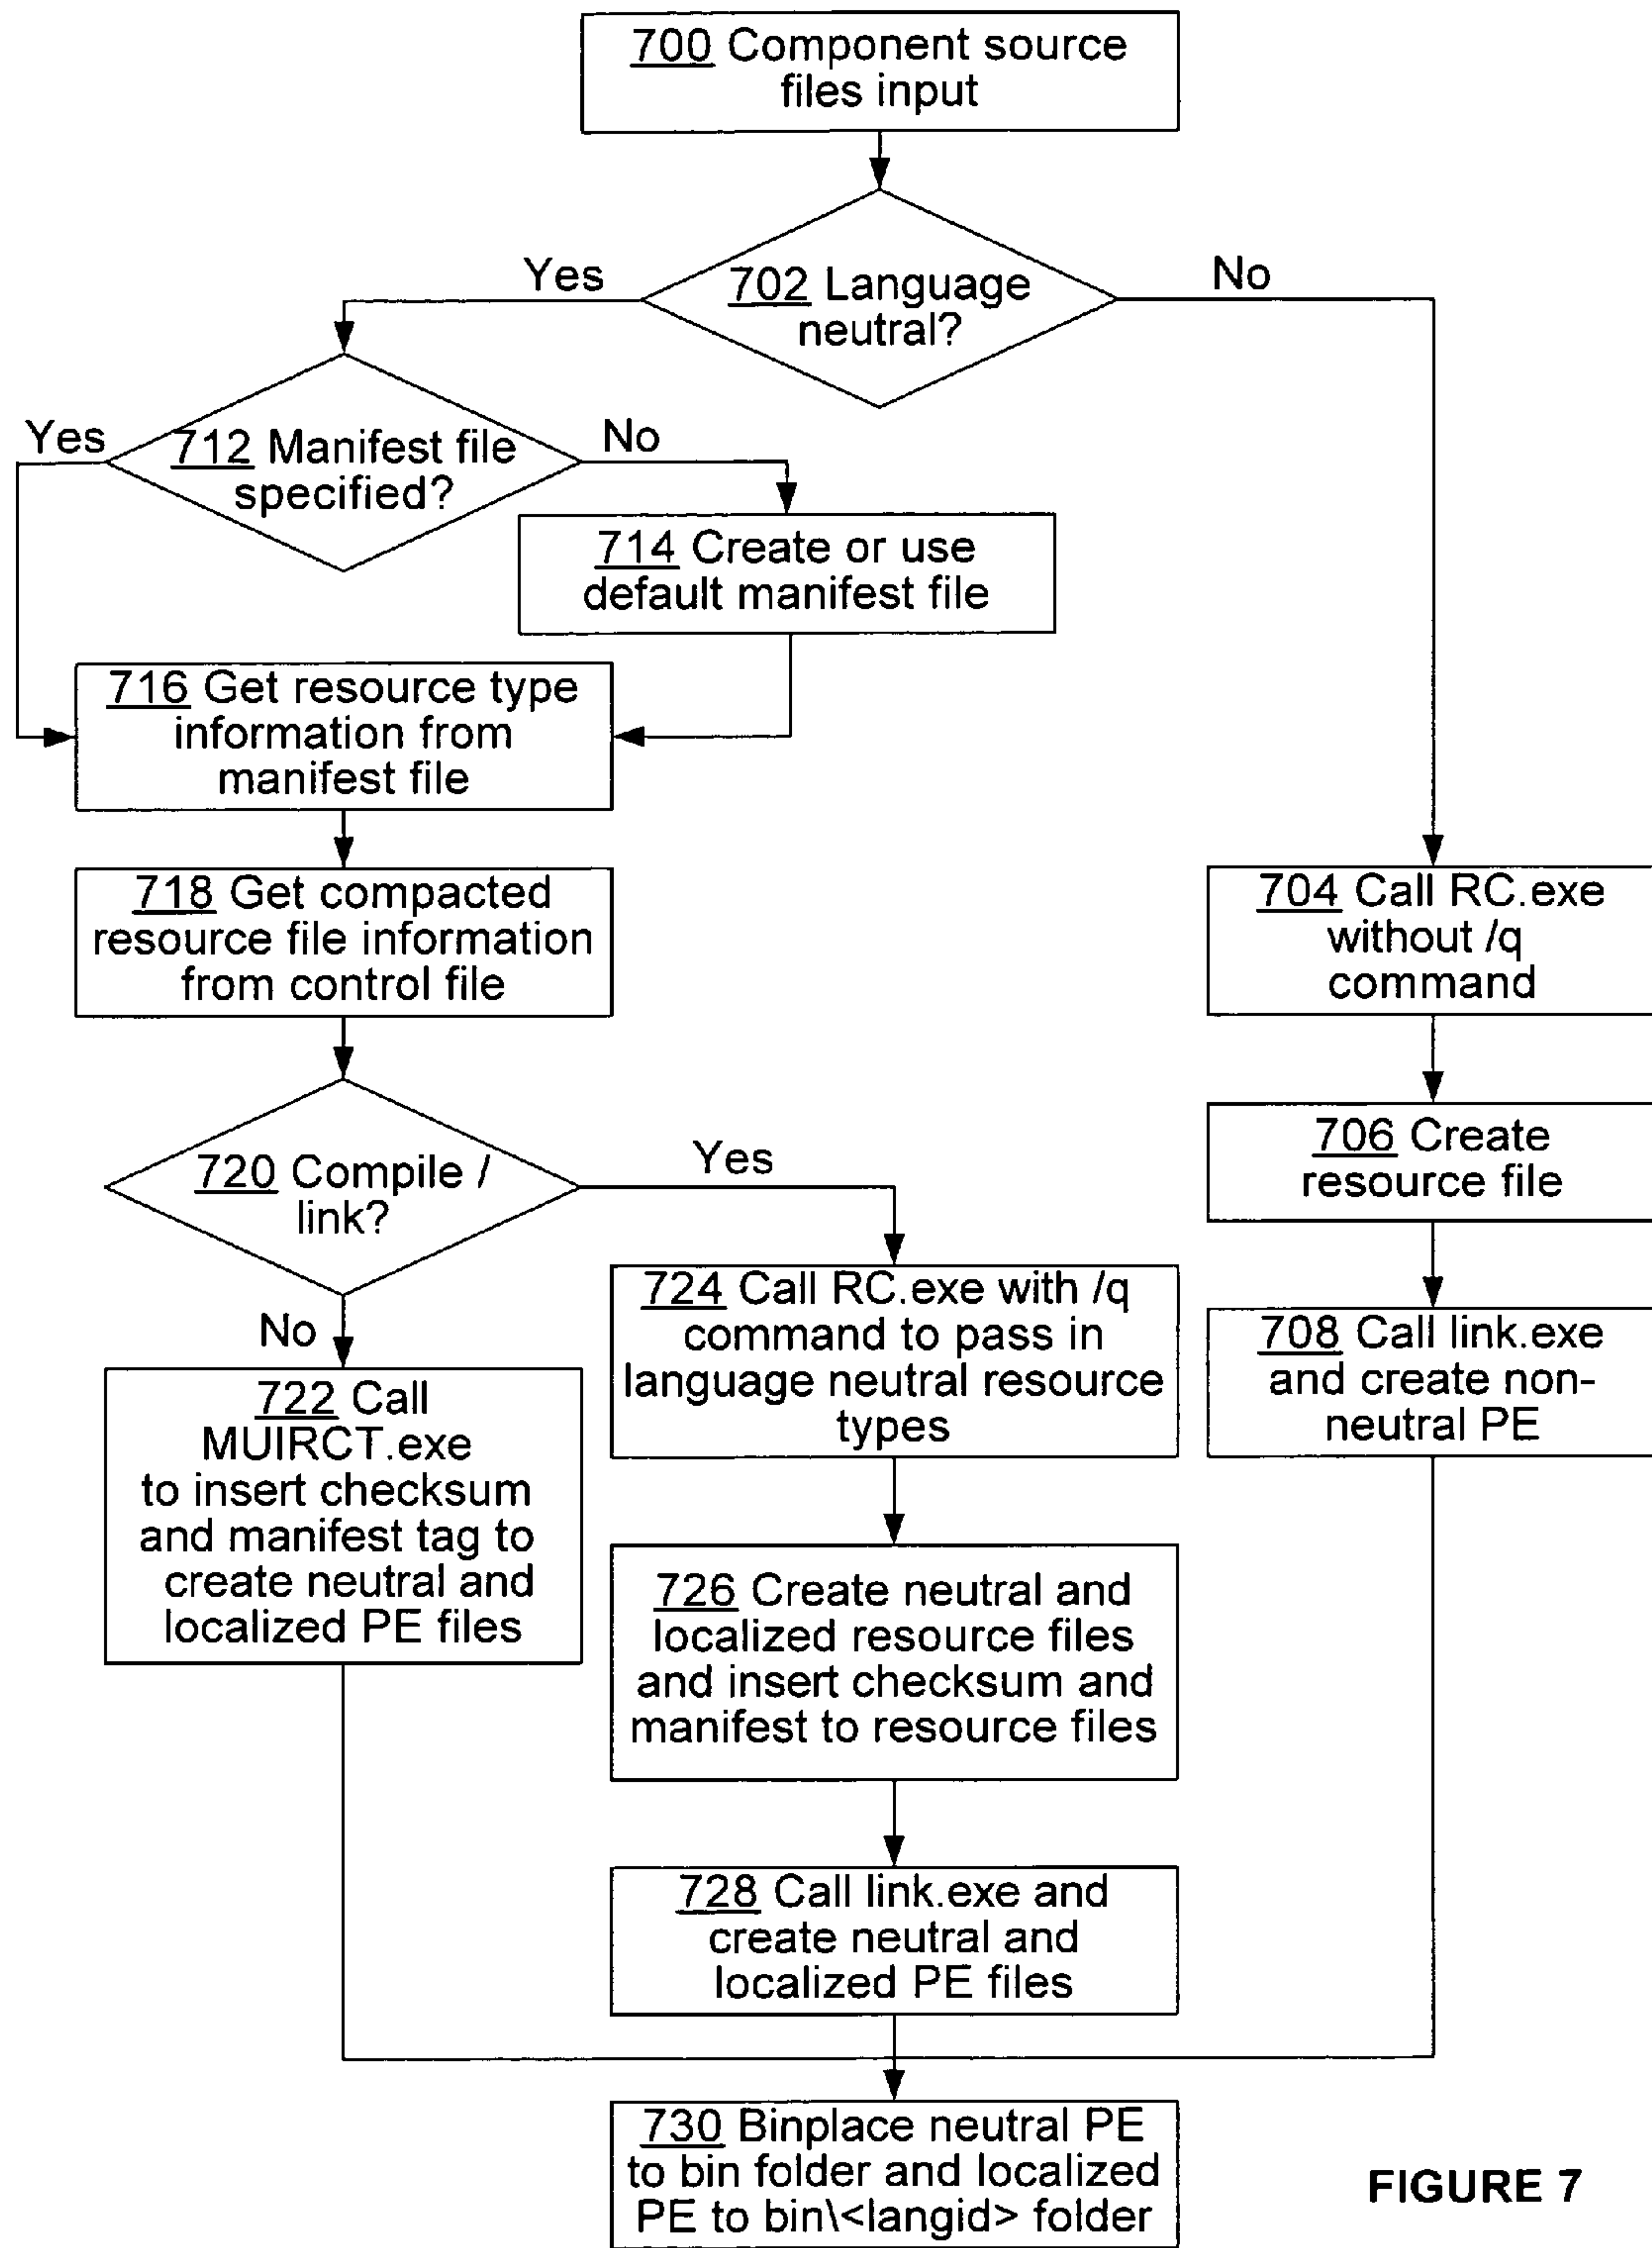 700 Component source
files input
Yes
702 Language
neutral?
No
Yes
712 Manifest file
specified?
No
714 Create or use
default manifest file
716 Get resource type
information from
manifest file
718 Get compacted
resource file information
from control file
704 Call RC.exe
without /q
command
706 Create
resource file
720 Compile /
link?
Yes
No
724 Call RC.exe with /q
command to pass in
language neutral resource
types
708 Call link.exe
and create non-
neutral PE
722 Call
MUIRCT.exe
to insert checksum
and manifest tag to
create neutral and
localized PE files
726 Create neutral and
localized resource files
and insert checksum and
manifest to resource files
728 Call link.exe and
create neutral and
localized PE files
730 Binplace neutral PE
to bin folder and localized
PE to bin\<langid> folder
FIGURE 7